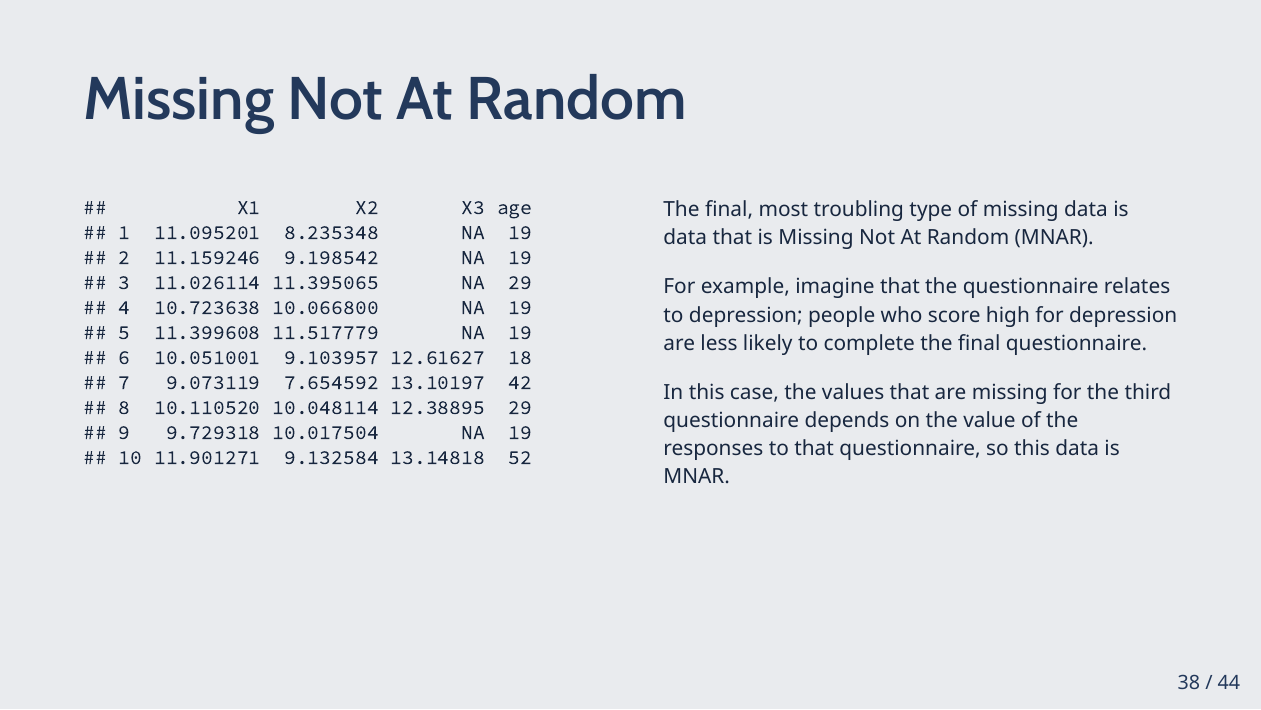 Missing Not At Random
##           X1        X2       X3 age
## 1  11.095201  8.235348       NA  19
## 2  11.159246  9.198542       NA  19
## 3  11.026114 11.395065       NA  29
## 4  10.723638 10.066800       NA  19
## 5  11.399608 11.517779       NA  19
## 6  10.051001  9.103957 12.61627  18
## 7   9.073119  7.654592 13.10197  42
## 8  10.110520 10.048114 12.38895  29
## 9   9.729318 10.017504       NA  19
## 10 11.901271  9.132584 13.14818  52
The final, most troubling type of missing data is
data that is Missing Not At Random (MNAR).
For example, imagine that the questionnaire relates
to depression; people who score high for depression
are less likely to complete the final questionnaire.
In this case, the values that are missing for the third
questionnaire depends on the value of the
responses to that questionnaire, so this data is
MNAR.
38 / 44